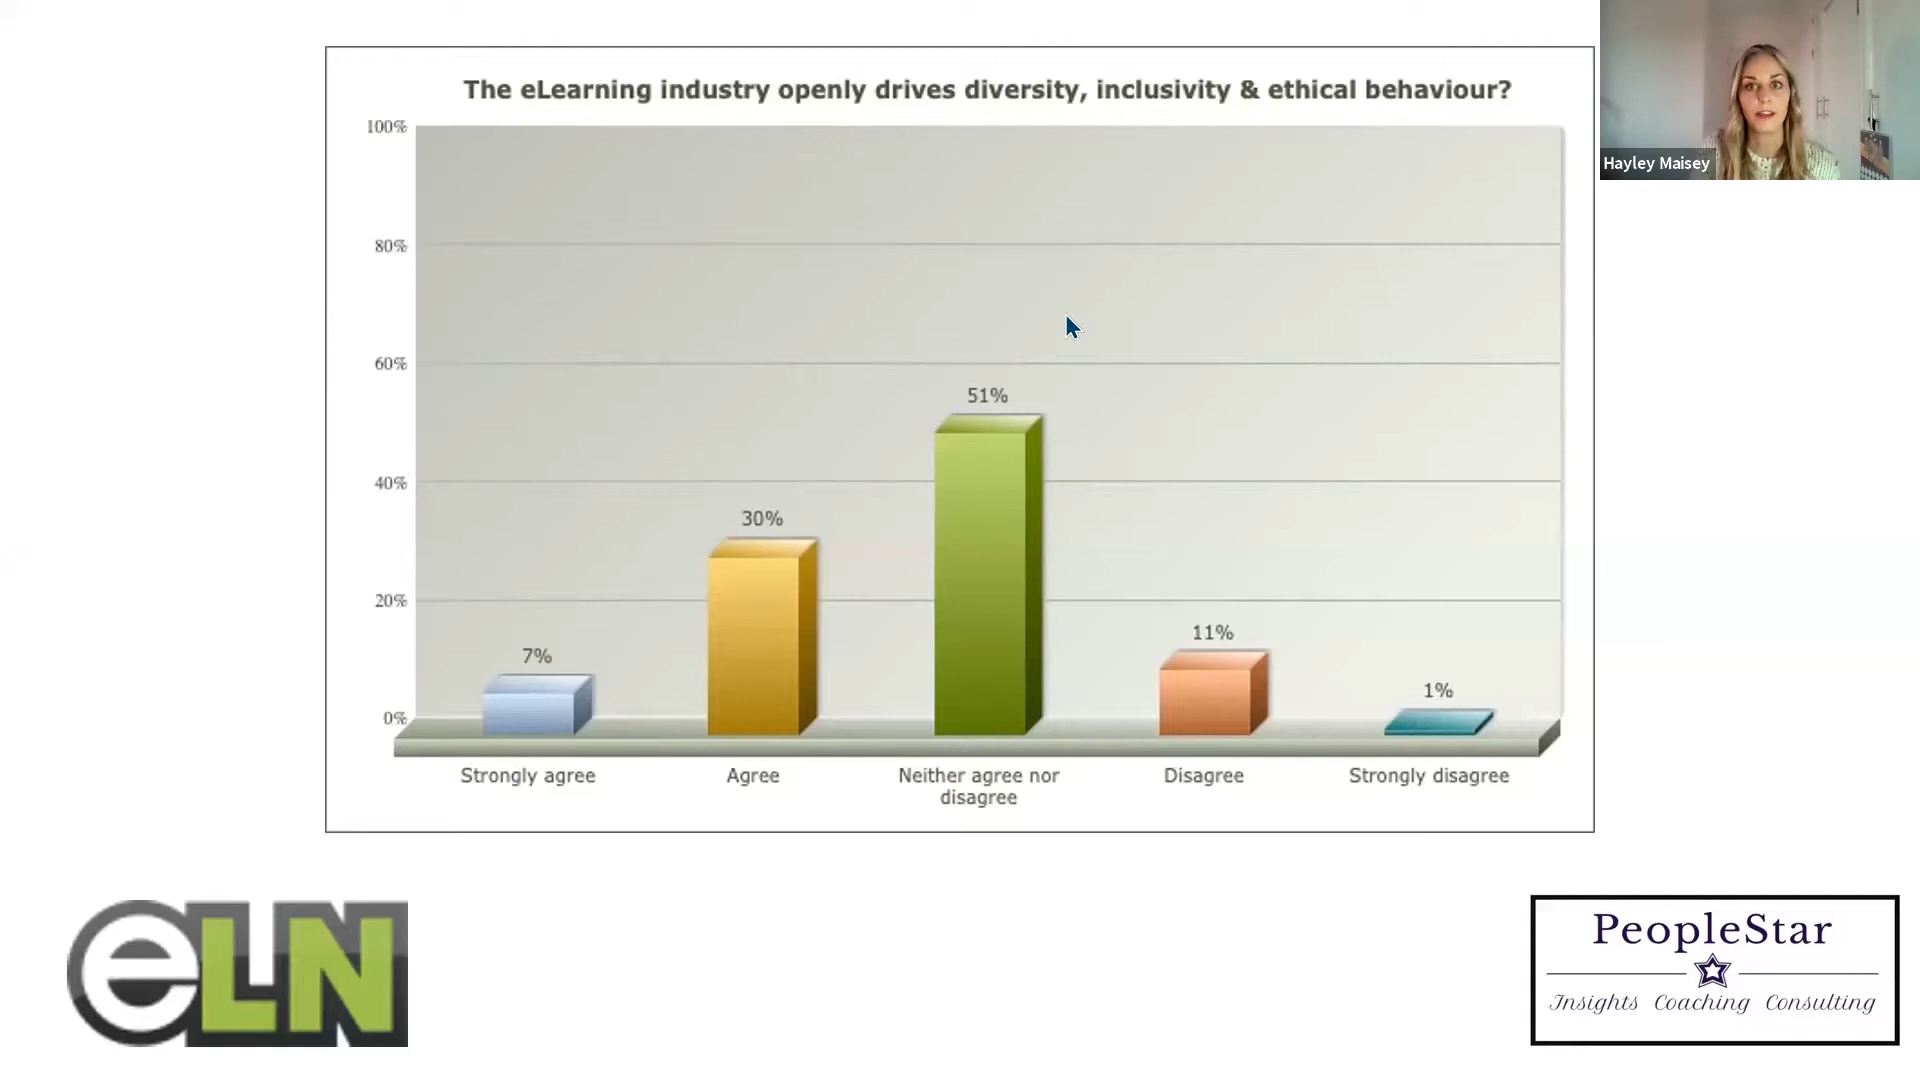 The eLearning industry openly drives diversity, inclusivity & ethical behaviour?
100%
80%
60%
40%
20%
0%
7%
30%
51%
11%
1%
Strongly agree
Agree
Neither agree nor
disagree
Disagree
Strongly disagree
Hayley Maisey
eLN
PeopleStar
Insights Coaching Consulting